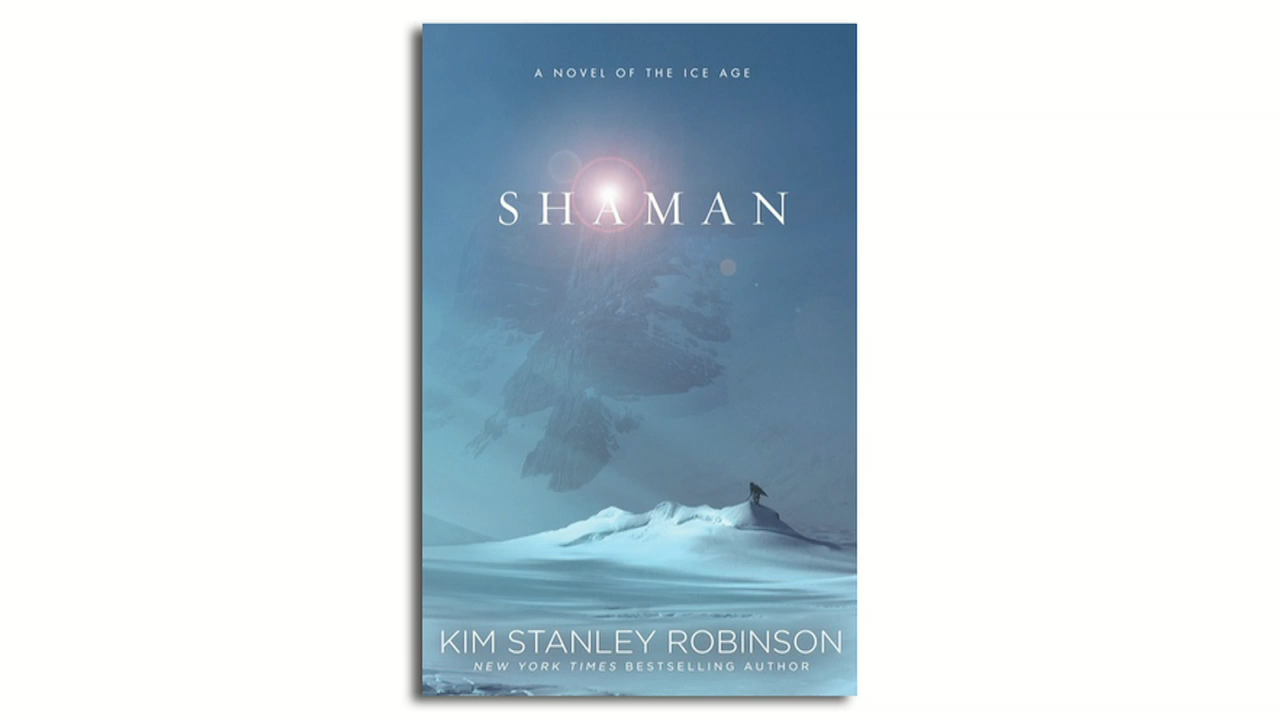 A NOVEL OF THE ICE AGE
SHAMAN
KIM STANLEY ROBINSON
NEW YORK TIMES BESTSELLING AUTHOR